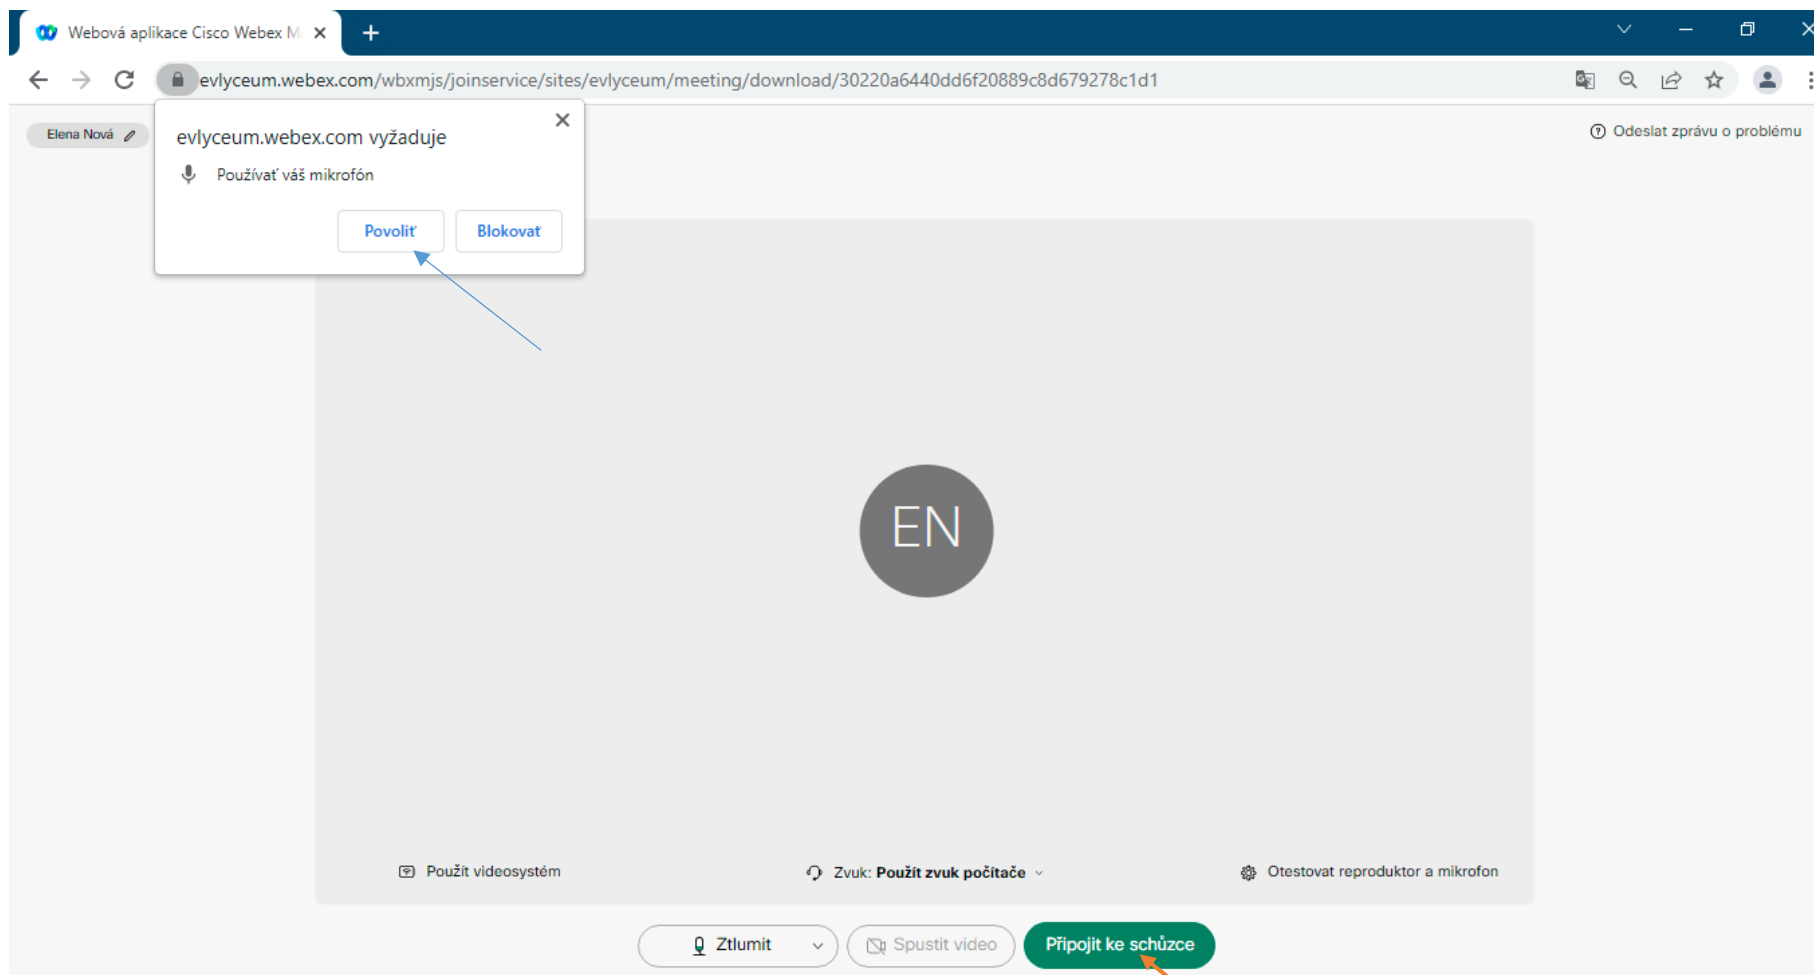 Webová aplikace Cisco Webex M
evlyceum.webex.com/wbxmjs/joinservice/sites/evlyceum/meeting/download/30220a6440dd6f20889c8d679278c1d1
Elena Nová
Odeslat zprávu o problému
evlyceum.webex.com vyžaduje
Používať váš mikrofón
Povoliť
Blokovať
EN
Použít videosystém
Zvuk: Použít zvuk počítače
Otestovat reproduktor a mikrofon
Ztlumit
Spustit video
Připojit ke schůzce